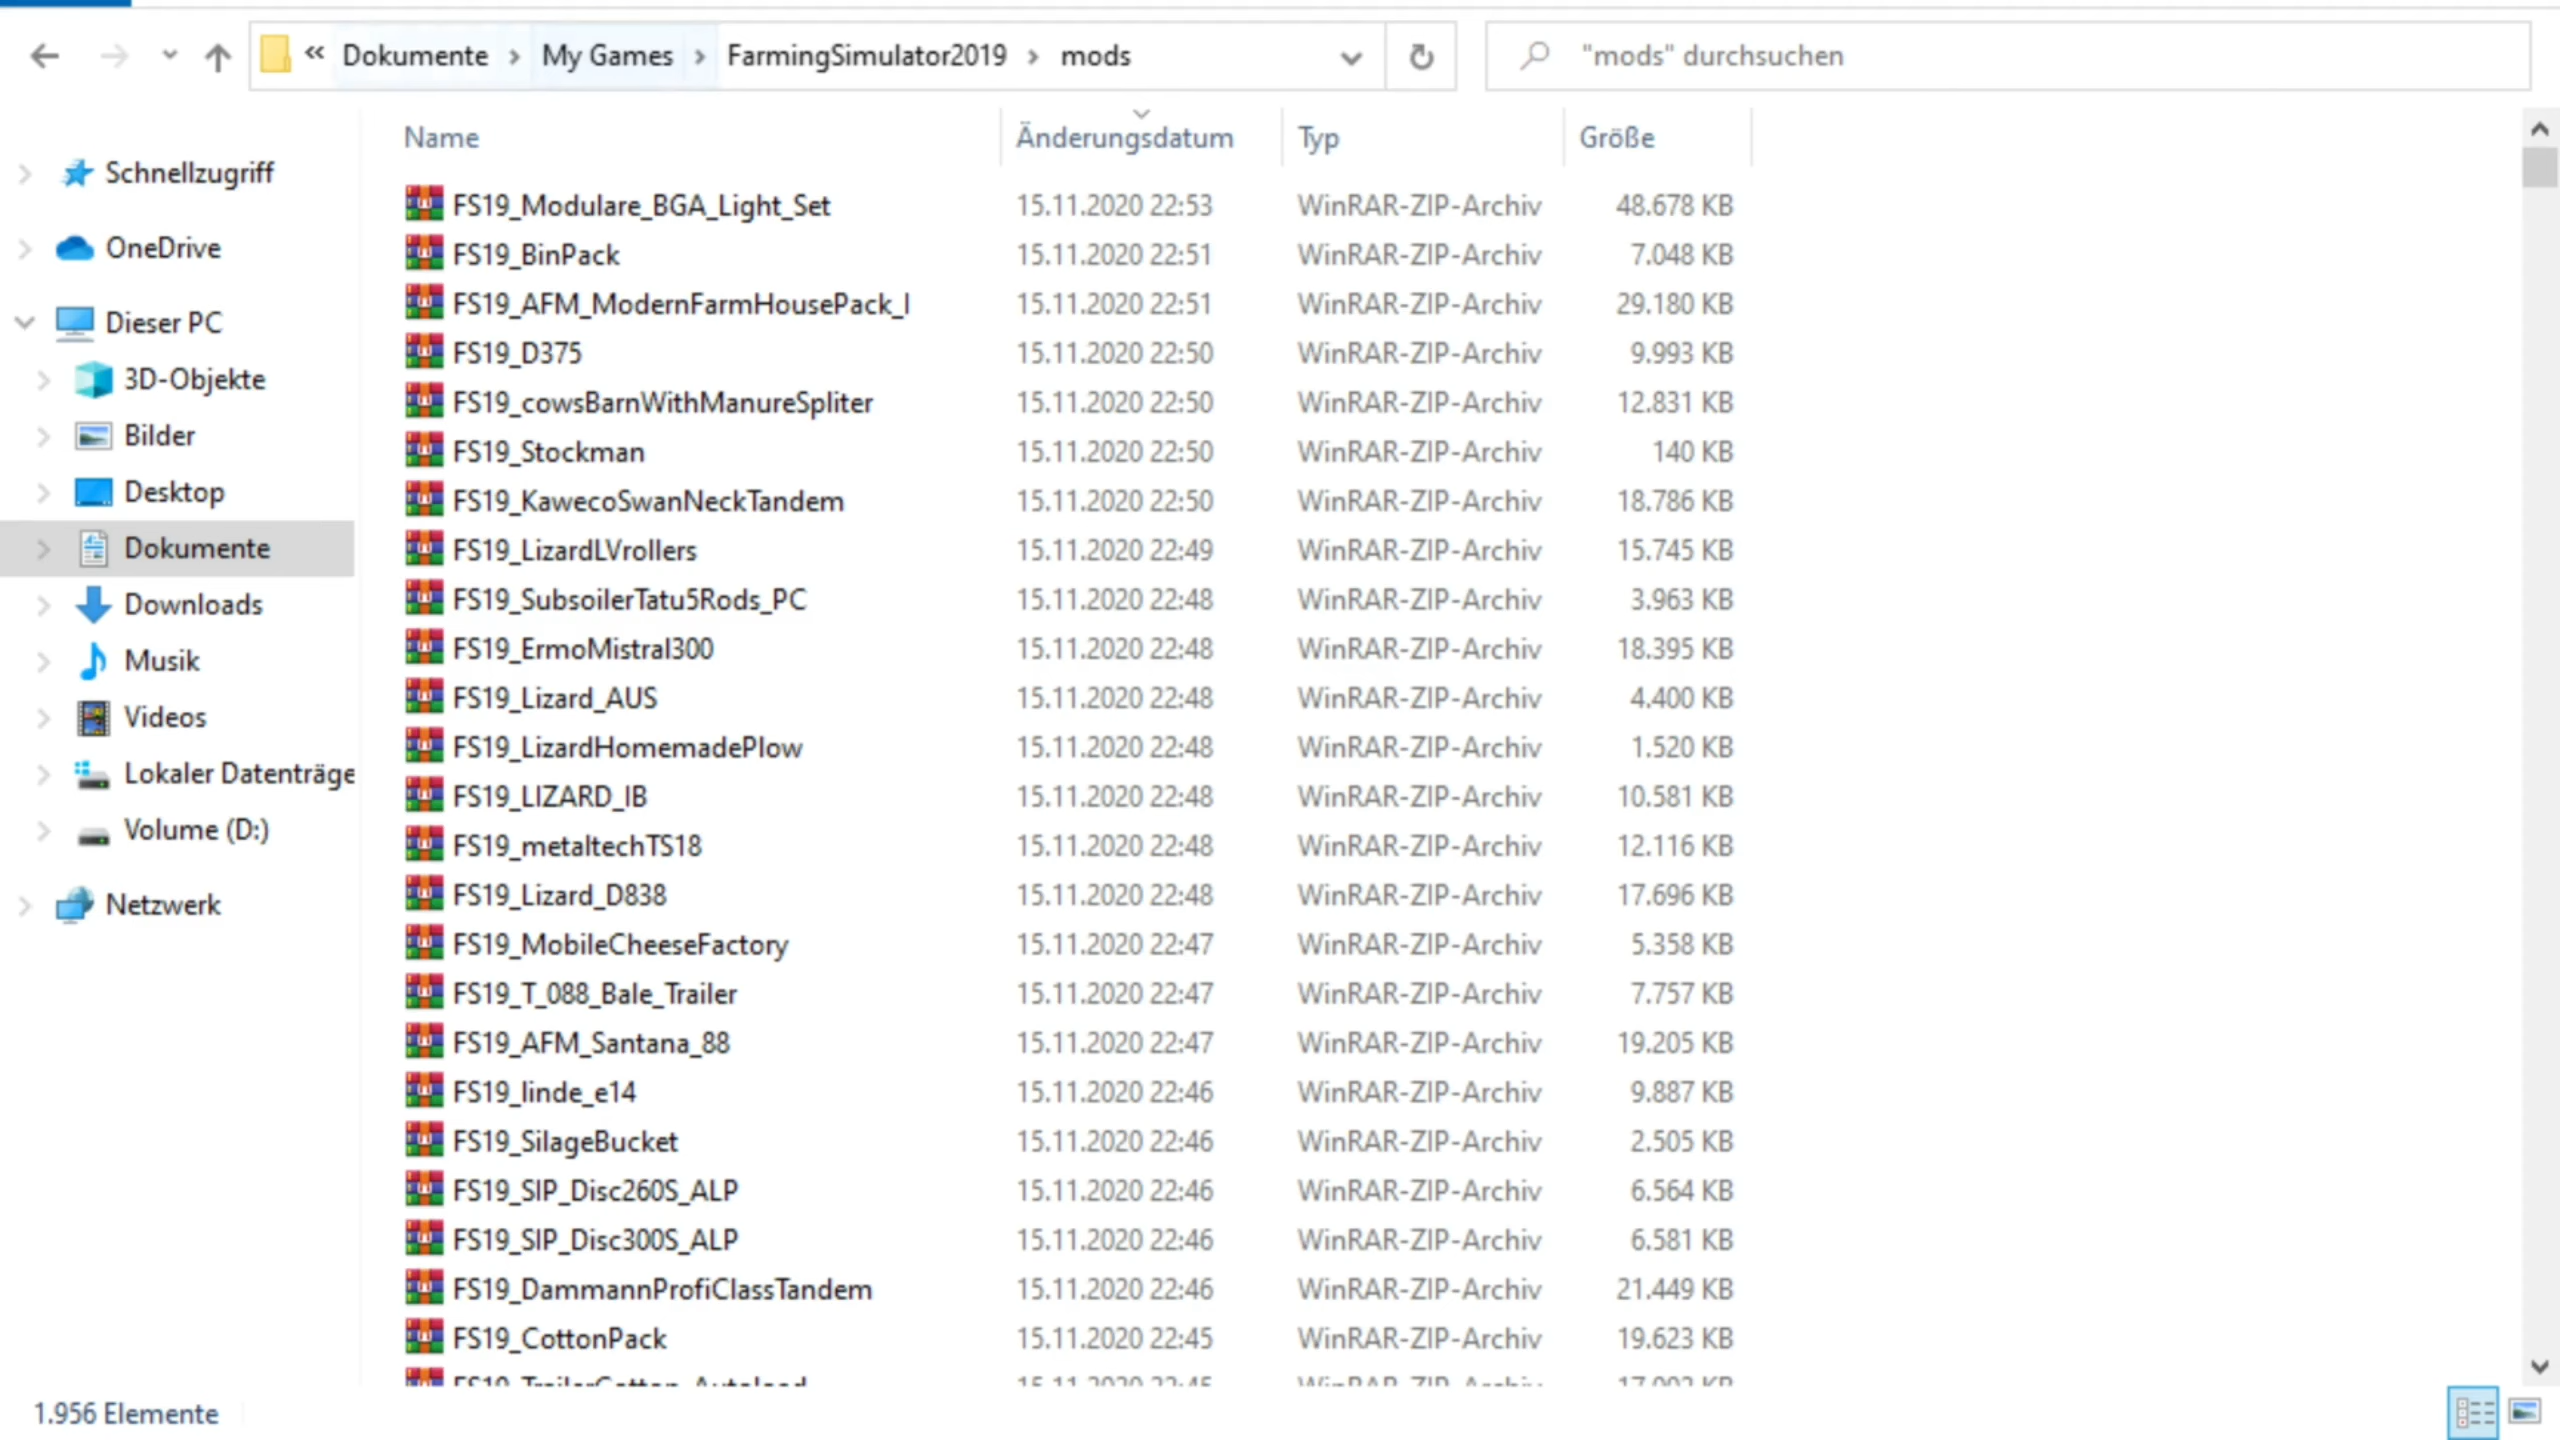 « Dokumente › My Games › FarmingSimulator2019 › mods
"mods" durchsuchen
Name Änderungsdatum Typ Größe
Schnellzugriff
OneDrive
Dieser PC
3D-Objekte
Bilder
Desktop
Dokumente
Downloads
Musik
Videos
Lokaler Datenträge
Volume (D:)
Netzwerk
FS19_Modulare_BGA_Light_Set 15.11.2020 22:53 WinRAR-ZIP-Archiv 48.678 KB
FS19_BinPack 15.11.2020 22:51 WinRAR-ZIP-Archiv 7.048 KB
FS19_AFM_ModernFarmHousePack_I 15.11.2020 22:51 WinRAR-ZIP-Archiv 29.180 KB
FS19_D375 15.11.2020 22:50 WinRAR-ZIP-Archiv 9.993 KB
FS19_cowsBarnWithManureSpliter 15.11.2020 22:50 WinRAR-ZIP-Archiv 12.831 KB
FS19_Stockman 15.11.2020 22:50 WinRAR-ZIP-Archiv 140 KB
FS19_KawecoSwanNeckTandem 15.11.2020 22:50 WinRAR-ZIP-Archiv 18.786 KB
FS19_LizardLVrollers 15.11.2020 22:49 WinRAR-ZIP-Archiv 15.745 KB
FS19_SubsoilerTatu5Rods_PC 15.11.2020 22:48 WinRAR-ZIP-Archiv 3.963 KB
FS19_ErmoMistral300 15.11.2020 22:48 WinRAR-ZIP-Archiv 18.395 KB
FS19_Lizard_AUS 15.11.2020 22:48 WinRAR-ZIP-Archiv 4.400 KB
FS19_LizardHomemadePlow 15.11.2020 22:48 WinRAR-ZIP-Archiv 1.520 KB
FS19_LIZARD_IB 15.11.2020 22:48 WinRAR-ZIP-Archiv 10.581 KB
FS19_metaltechTS18 15.11.2020 22:48 WinRAR-ZIP-Archiv 12.116 KB
FS19_Lizard_D838 15.11.2020 22:48 WinRAR-ZIP-Archiv 17.696 KB
FS19_MobileCheeseFactory 15.11.2020 22:47 WinRAR-ZIP-Archiv 5.358 KB
FS19_T_088_Bale_Trailer 15.11.2020 22:47 WinRAR-ZIP-Archiv 7.757 KB
FS19_AFM_Santana_88 15.11.2020 22:47 WinRAR-ZIP-Archiv 19.205 KB
FS19_linde_e14 15.11.2020 22:46 WinRAR-ZIP-Archiv 9.887 KB
FS19_SilageBucket 15.11.2020 22:46 WinRAR-ZIP-Archiv 2.505 KB
FS19_SIP_Disc260S_ALP 15.11.2020 22:46 WinRAR-ZIP-Archiv 6.564 KB
FS19_SIP_Disc300S_ALP 15.11.2020 22:46 WinRAR-ZIP-Archiv 6.581 KB
FS19_DammannProfiClassTandem 15.11.2020 22:46 WinRAR-ZIP-Archiv 21.449 KB
FS19_CottonPack 15.11.2020 22:45 WinRAR-ZIP-Archiv 19.623 KB
FS19_TrailerCotton_Autoload 15.11.2020 22:45 WinRAR-ZIP-Archiv
1.956 Elemente